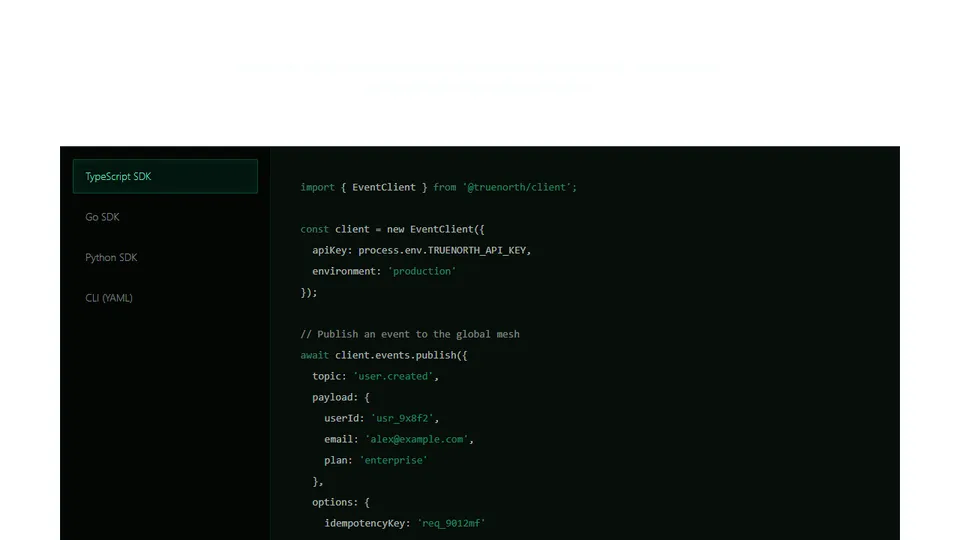 TypeScript SDK
Go SDK
Python SDK
CLI (YAML)
import { EventClient } from '@truenorth/client';
const client = new EventClient({
apiKey: process.env.TRUENORTH_API_KEY,
environment: 'production'
});
// Publish an event to the global mesh
await client.events.publish({
topic: 'user.created',
payload: {
userId: 'usr_9x8f2',
email: 'alex@example.com',
plan: 'enterprise'
},
options: {
idempotencyKey: 'req_9012mf'